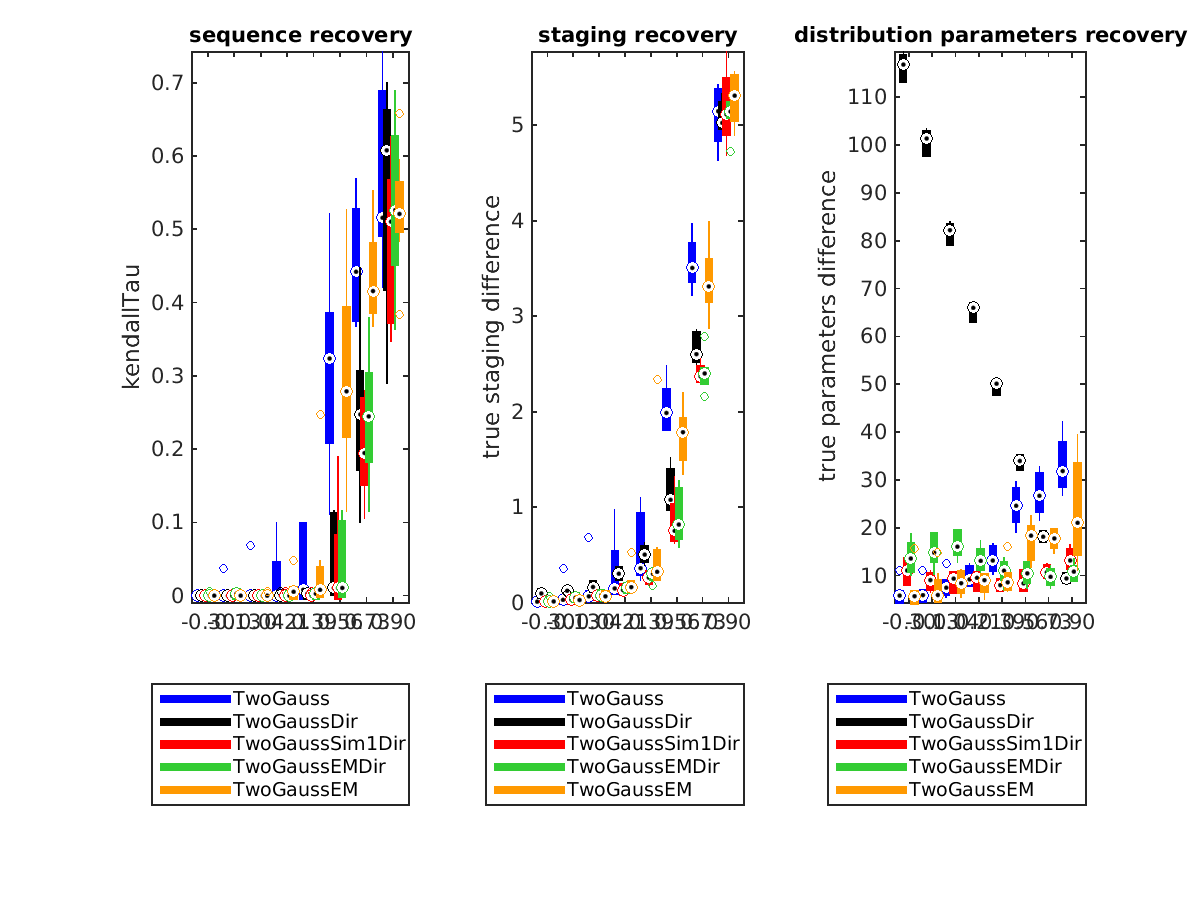 sequence recovery
kendallTau
0.7
0.6
0.5
0.4
0.3
0.2
0.1
0
TwoGauss
TwoGaussDir
TwoGaussSim1Dir
TwoGaussEMDir
TwoGaussEM
staging recovery
true staging difference
5
4
3
2
1
0
TwoGauss
TwoGaussDir
TwoGaussSim1Dir
TwoGaussEMDir
TwoGaussEM
distribution parameters recovery
true parameters difference
110
100
90
80
70
60
50
40
30
20
10
TwoGauss
TwoGaussDir
TwoGaussSim1Dir
TwoGaussEMDir
TwoGaussEM